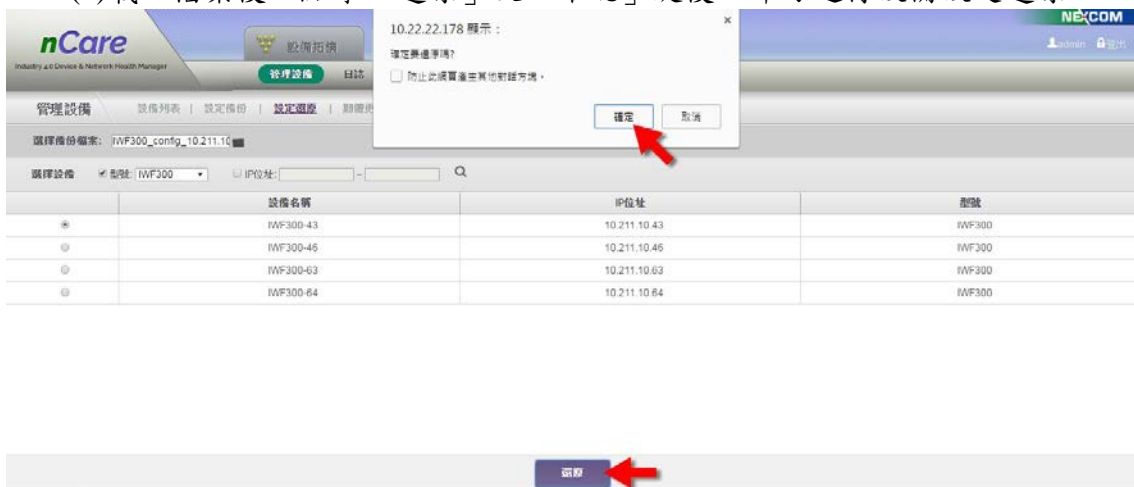 NEXCOM
nCare
Industry 4.0 Device & Network Health Manager
設備拓樸
admin 登出
管理設備 日誌
10.22.22.178 顯示：
確定要還原嗎?
防止此網頁產生其他對話方塊。
確定 取消
管理設備 設備列表 | 設定備份 | 設定還原 |
選擇備份檔案: IWF300_config_10.211.10
選擇設備 型號: IWF300 IP位址: -
設備名稱 IP位址 型號
IWF300-43 10.211.10.43 IWF300
IWF300-46 10.211.10.46 IWF300
IWF300-63 10.211.10.63 IWF300
IWF300-64 10.211.10.64 IWF300
還原